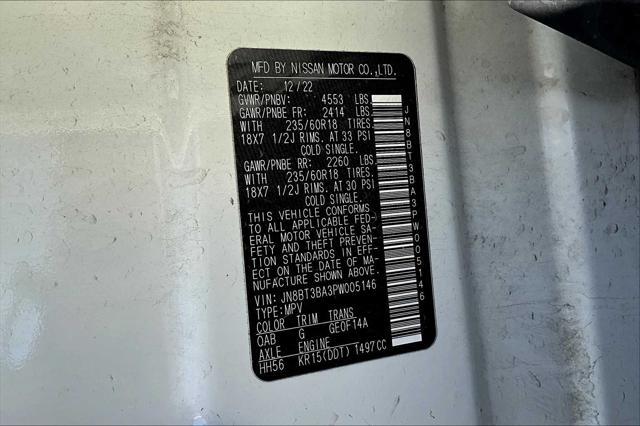 MFD BY NISSAN MOTOR CO.,LTD.
DATE: 12/22
GVWR/PNBV: 4553 LBS
GAWR/PNBE FR: 2414 LBS
WITH 235/60R18 TIRES
18X7 1/2J RIMS. AT 33 PSI
COLD SINGLE.
GAWR/PNBE RR: 2260 LBS
WITH 235/60R18 TIRES.
18X7 1/2J RIMS. AT 30 PSI
COLD SINGLE.
THIS VEHICLE CONFORMS
TO ALL APPLICABLE FED-
ERAL MOTOR VEHICLE SA-
FETY AND THEFT PREVEN-
TION STANDARDS IN EFF-
ECT ON THE DATE OF MA-
NUFACTURE SHOWN ABOVE.
VIN: JN8BT3BA3PW005146
TYPE: MPV
COLOR TRIM TRANS
QAB G GE0F14A
AXLE ENGINE
HH56 KR15(DDT) 1497CC
JN8BT3BA3PW005146